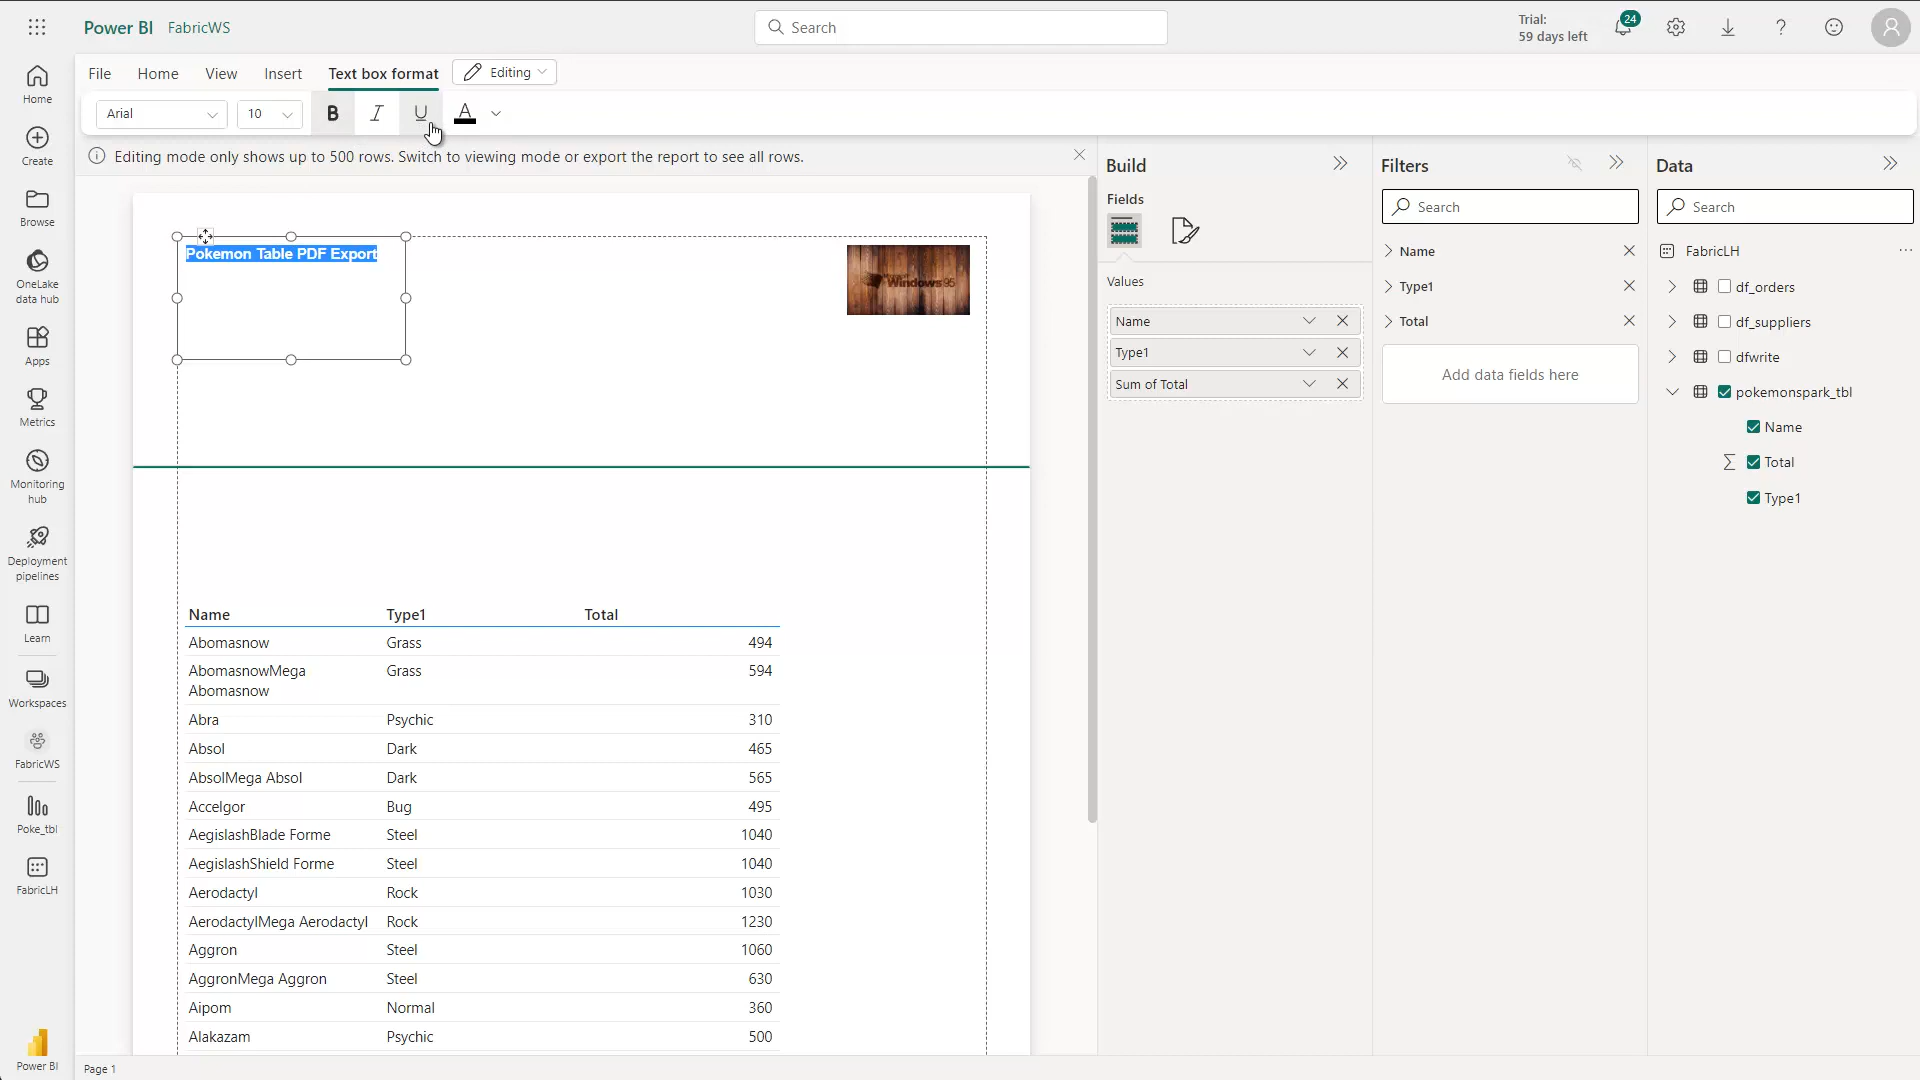 Power BI FabricWS
Search
Trial:
59 days left
24
File Home View Insert Text box format Editing
Arial 10 B I U A
Home
Create
Browse
OneLake
data hub
Apps
Metrics
Monitoring
hub
Deployment
pipelines
Learn
Workspaces
FabricWS
Poke_tbl
FabricLH
Power BI
Editing mode only shows up to 500 rows. Switch to viewing mode or export the report to see all rows.
Pokemon Table PDF Export
Windows 95
Name Type1 Total
Abomasnow Grass 494
AbomasnowMega Grass 594
Abomasnow
Abra Psychic 310
Absol Dark 465
AbsolMega Absol Dark 565
Accelgor Bug 495
AegislashBlade Forme Steel 1040
AegislashShield Forme Steel 1040
Aerodactyl Rock 1030
AerodactylMega Aerodactyl Rock 1230
Aggron Steel 1060
AggronMega Aggron Steel 630
Aipom Normal 360
Alakazam Psychic 500
Page 1
Build
Fields
Values
Name
Type1
Sum of Total
Filters
Search
Name
Type1
Total
Add data fields here
Data
Search
FabricLH
df_orders
df_suppliers
dfwrite
pokemonspark_tbl
Name
Total
Type1